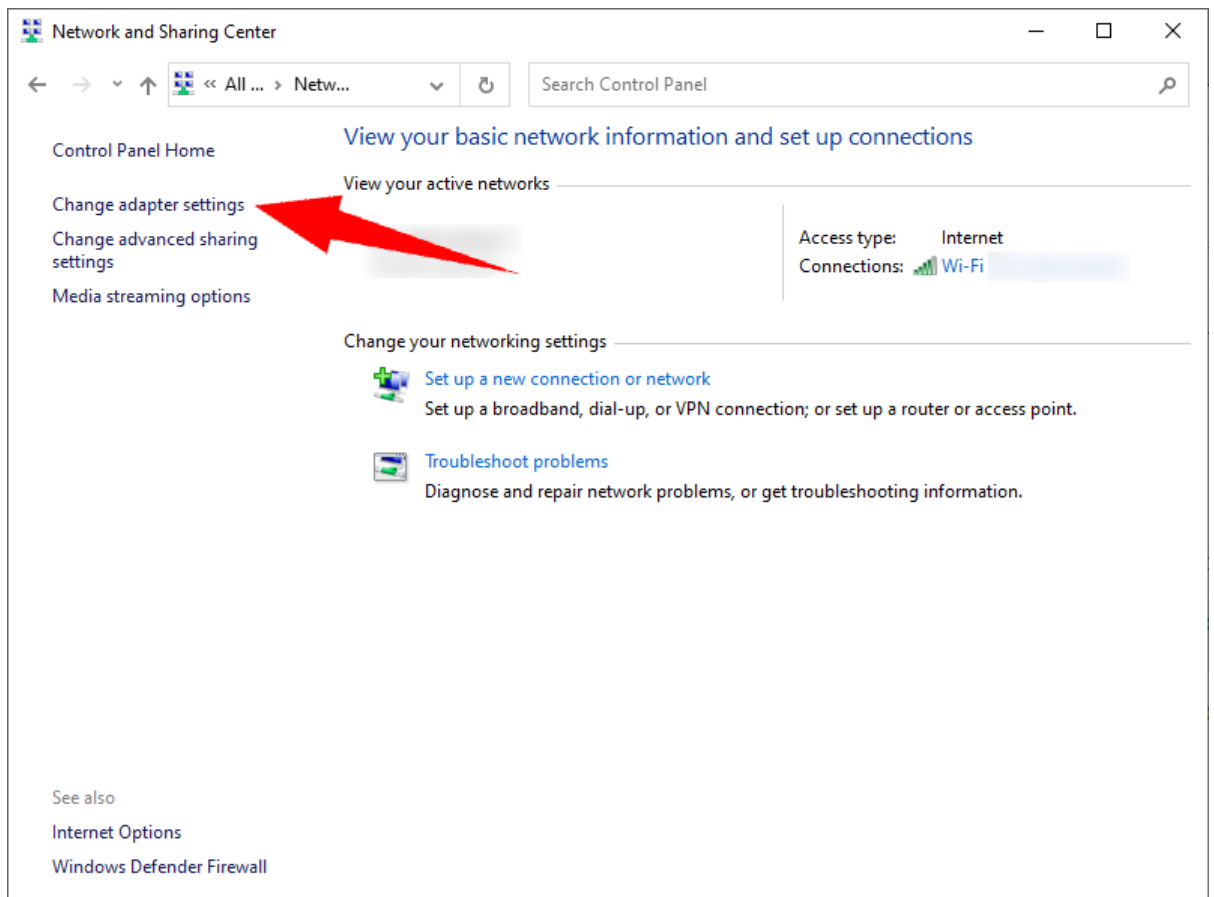 Network and Sharing Center
« All ... › Netw...
Search Control Panel
Control Panel Home
Change adapter settings
Change advanced sharing
settings
Media streaming options
View your basic network information and set up connections
View your active networks
Access type: Internet
Connections: Wi-Fi
Change your networking settings
Set up a new connection or network
Set up a broadband, dial-up, or VPN connection; or set up a router or access point.
Troubleshoot problems
Diagnose and repair network problems, or get troubleshooting information.
See also
Internet Options
Windows Defender Firewall